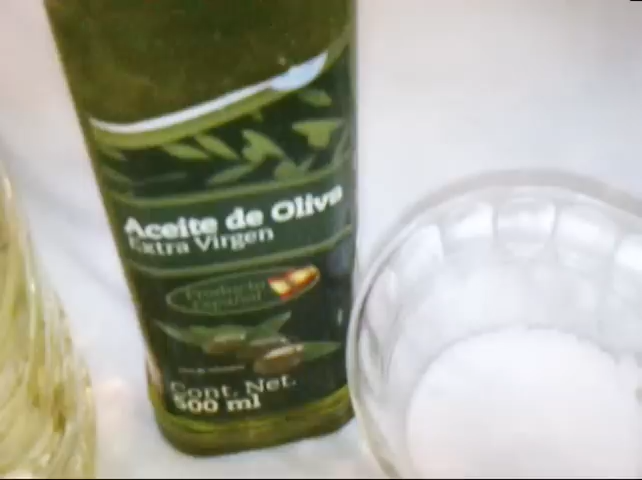 Aceite de Oliva
Extra Virgen
Producto
Español
Cont. Net.
500 ml